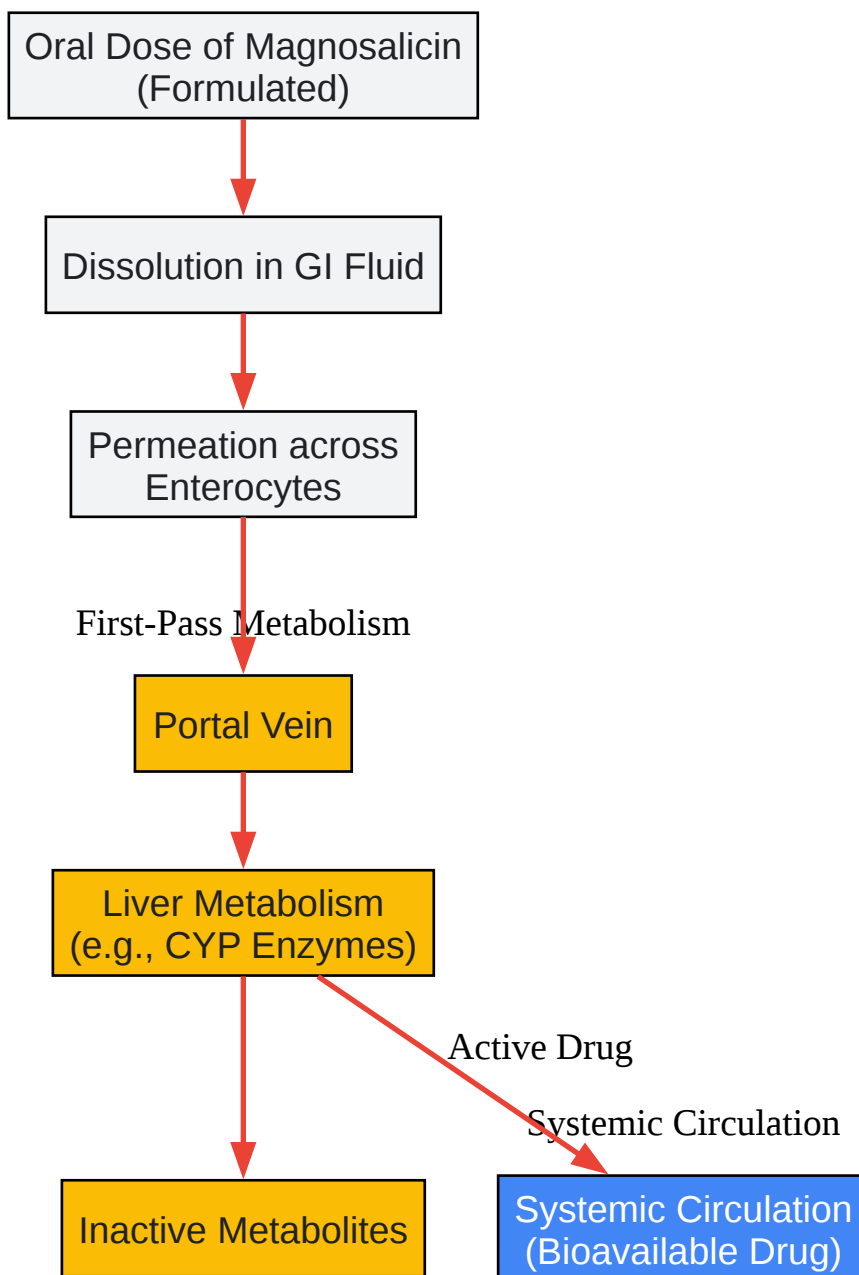 Oral Dose of Magnosalicin
(Formulated)
Dissolution in GI Fluid
Permeation across
Enterocytes
First-Pass Metabolism
Portal Vein
Liver Metabolism
(e.g., CYP Enzymes)
Active Drug
Systemic Circulation
Inactive Metabolites
Systemic Circulation
(Bioavailable Drug)